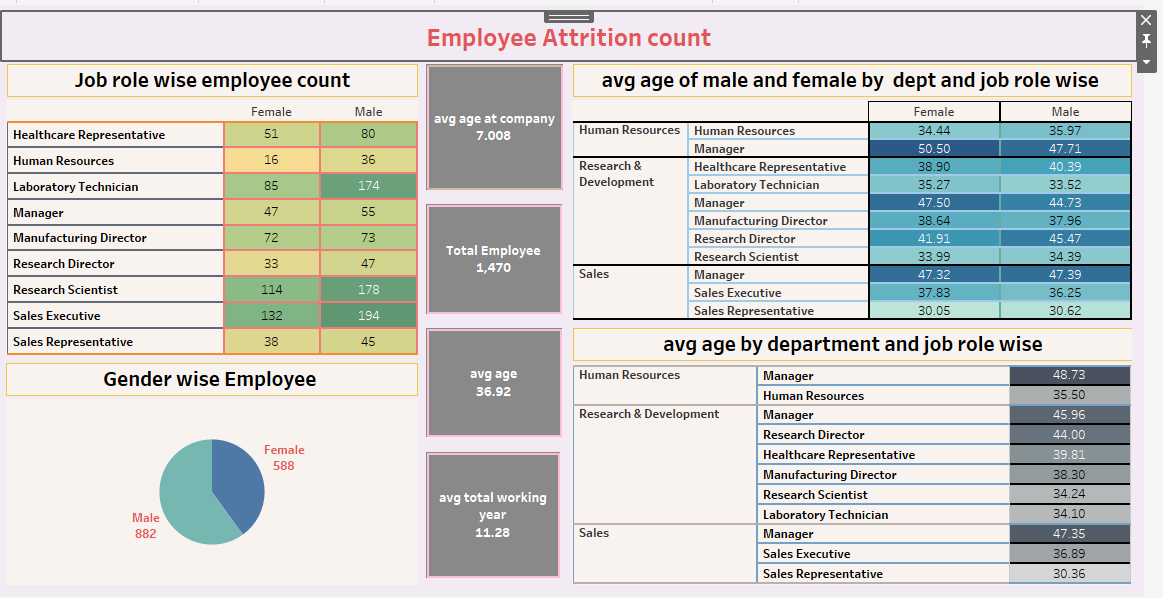 Employee Attrition count
Job role wise employee count
Female Male
Healthcare Representative 51 80
Human Resources 16 36
Laboratory Technician 85 174
Manager 47 55
Manufacturing Director 72 73
Research Director 33 47
Research Scientist 114 178
Sales Executive 132 194
Sales Representative 38 45
Gender wise Employee
Female
588
Male
882
avg age at company
7.008
Total Employee
1,470
avg age
36.92
avg total working
year
11.28
avg age of male and female by dept and job role wise
Female Male
Human Resources Human Resources 34.44 35.97
Manager 50.50 47.71
Research & Healthcare Representative 38.90 40.39
Development Laboratory Technician 35.27 33.52
Manager 47.50 44.73
Manufacturing Director 38.64 37.96
Research Director 41.91 45.47
Research Scientist 33.99 34.39
Sales Manager 47.32 47.39
Sales Executive 37.83 36.25
Sales Representative 30.05 30.62
avg age by department and job role wise
Human Resources Manager 48.73
Human Resources 35.50
Research & Development Manager 45.96
Research Director 44.00
Healthcare Representative 39.81
Manufacturing Director 38.30
Research Scientist 34.24
Laboratory Technician 34.10
Sales Manager 47.35
Sales Executive 36.89
Sales Representative 30.36